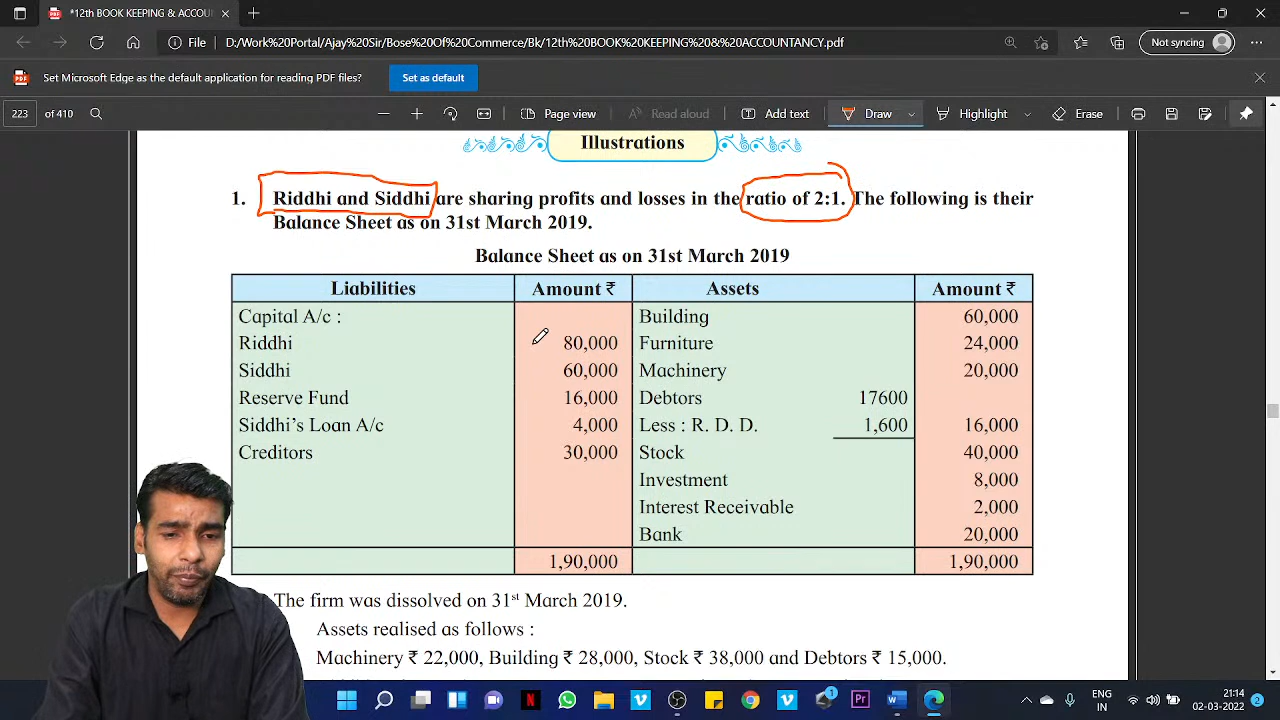 *12th BOOK KEEPING & ACCOU
File D:/Work%20Portal/Ajay%20Sir/Bose%20Of%20Commerce/Bk/12th%20BOOK%20KEEPING%20&%20ACCOUNTANCY.pdf Not syncing
Set Microsoft Edge as the default application for reading PDF files? Set as default
223 of 410 Page view Read aloud Add text Draw Highlight Erase
Illustrations
1. Riddhi and Siddhi are sharing profits and losses in the ratio of 2:1. The following is their
Balance Sheet as on 31st March 2019.
Balance Sheet as on 31st March 2019
Liabilities Amount ₹ Assets Amount ₹
Capital A/c : Building 60,000
Riddhi 80,000 Furniture 24,000
Siddhi 60,000 Machinery 20,000
Reserve Fund 16,000 Debtors 17600
Siddhi's Loan A/c 4,000 Less : R. D. D. 1,600 16,000
Creditors 30,000 Stock 40,000
Investment 8,000
Interest Receivable 2,000
Bank 20,000
1,90,000 1,90,000
The firm was dissolved on 31st March 2019.
Assets realised as follows :
Machinery ₹ 22,000, Building ₹ 28,000, Stock ₹ 38,000 and Debtors ₹ 15,000.
ENG 21:14
IN 02-03-2022